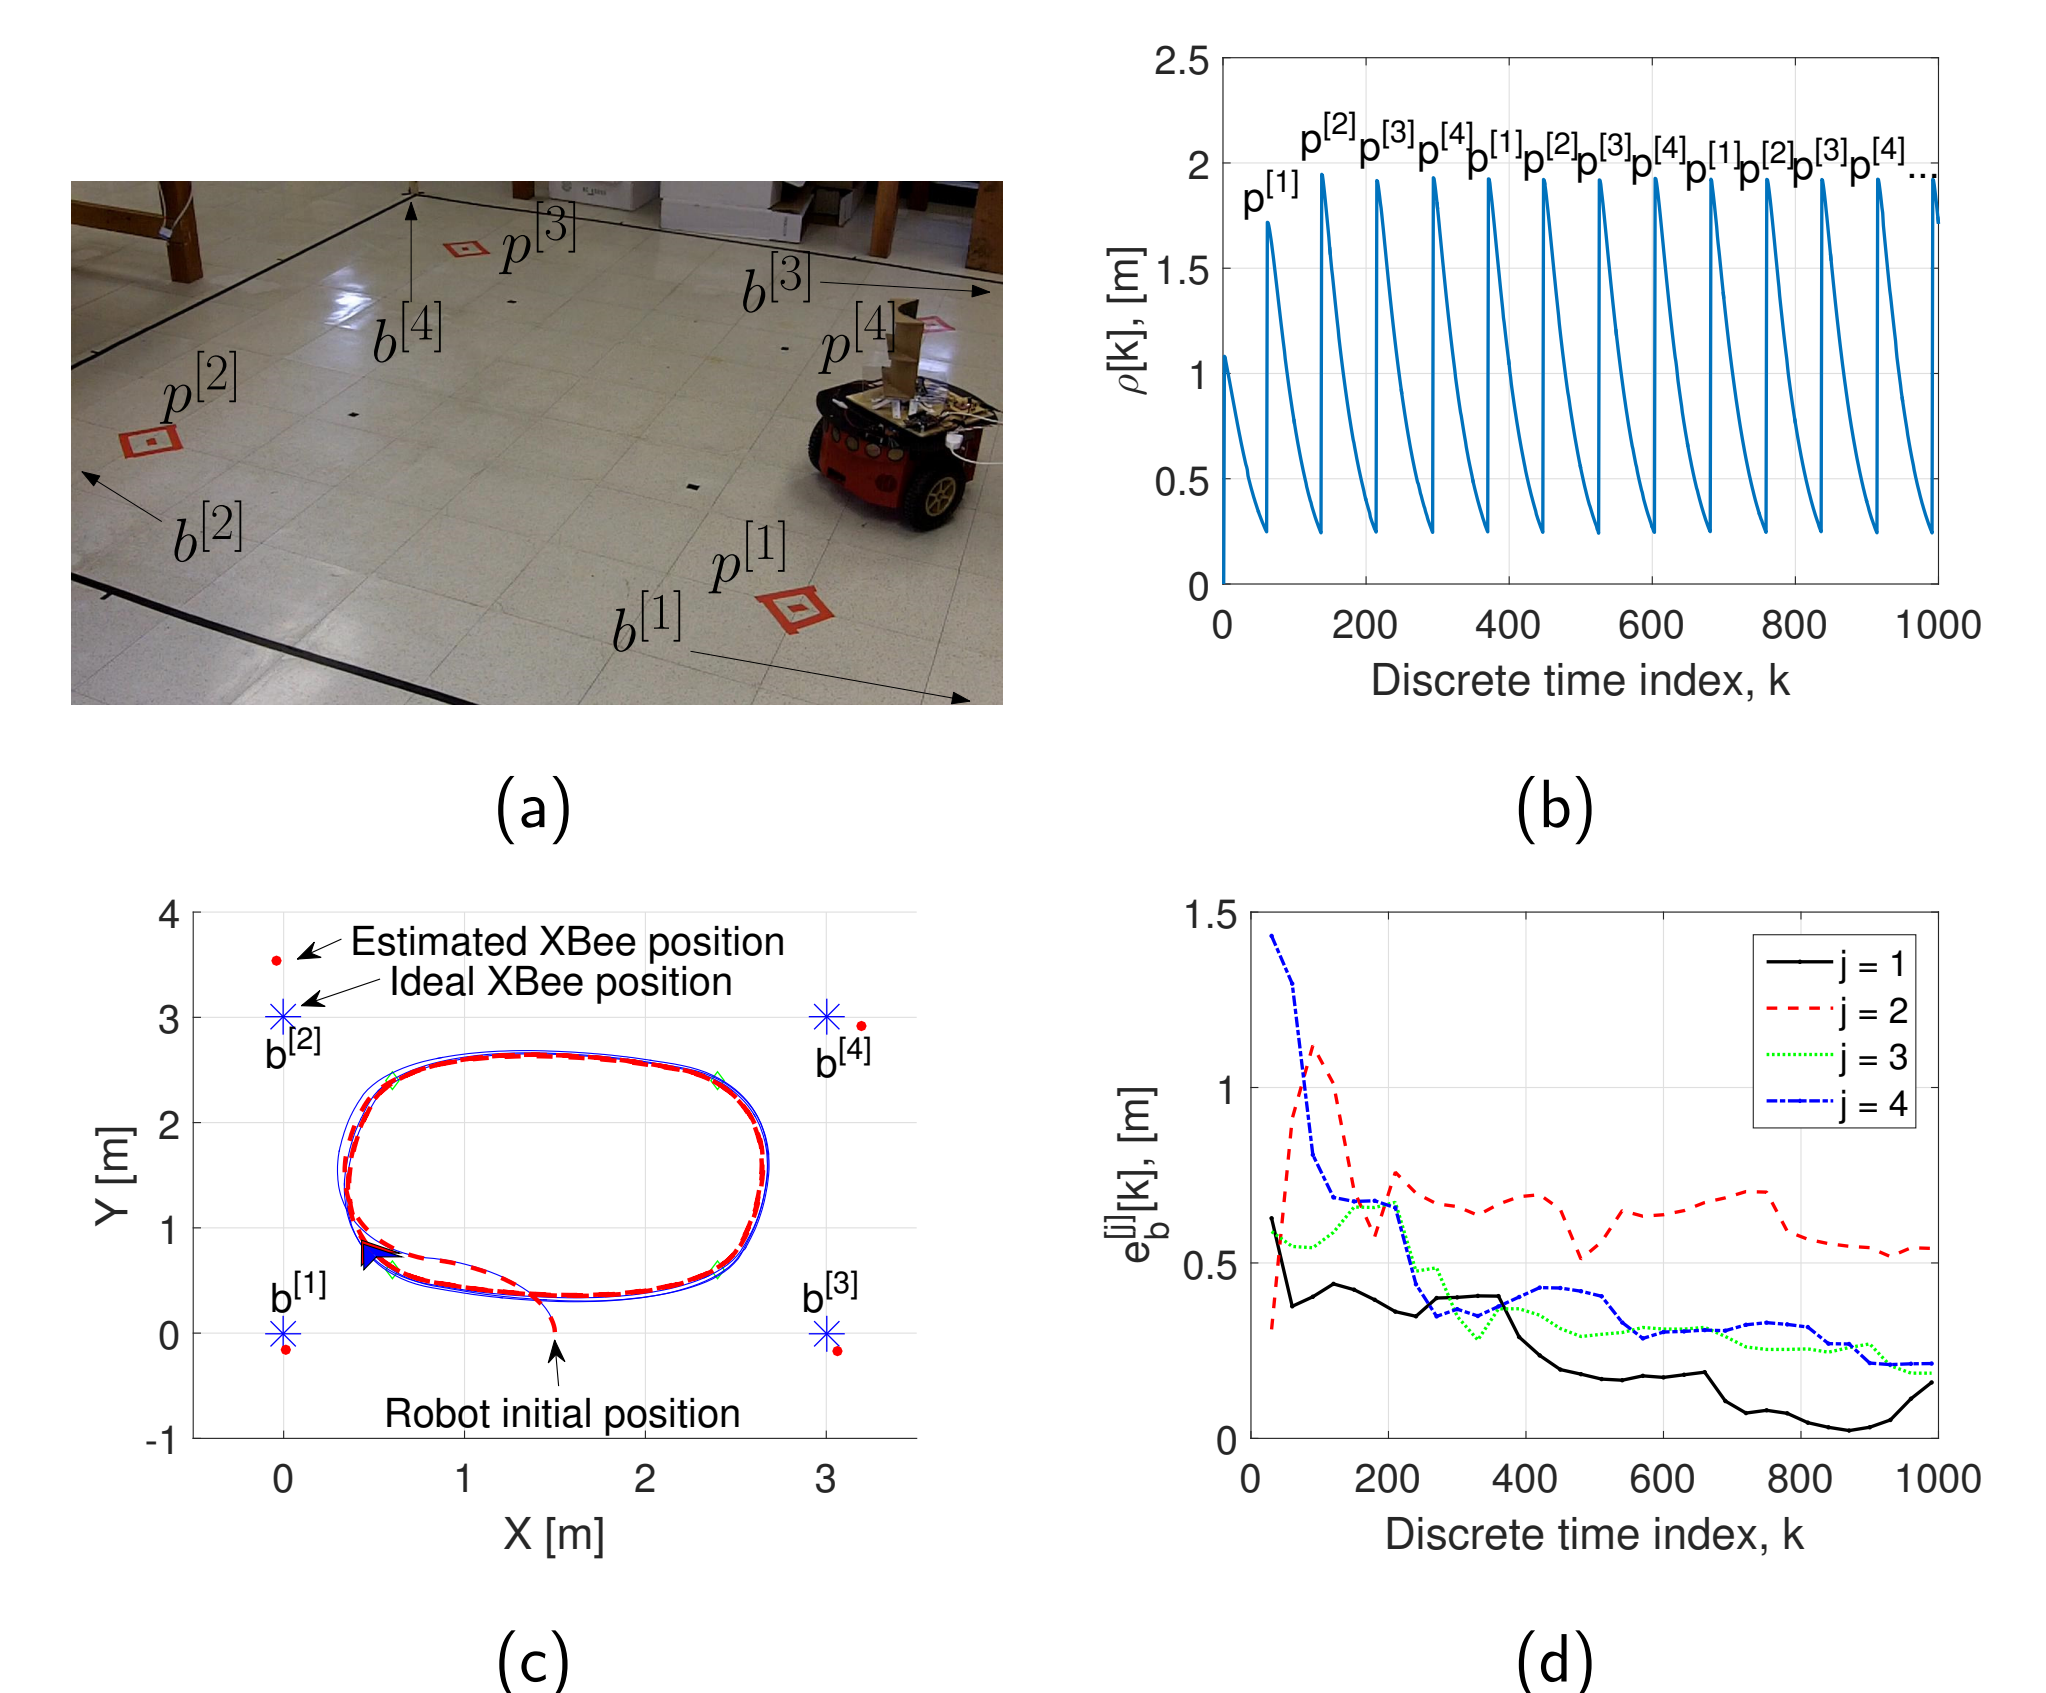 p[3]
b[3]
b[4]
p[4]
p[2]
b[2]
p[1]
b[1]
(a)
2.5
2
1.5
1
0.5
0
ρ[k], [m]
p[1]
p[2]
p[3]
p[4]
p[1]
p[2]
p[3]
p[4]
p[1]
p[2]
p[3]
p[4]
...
0 200 400 600 800 1000
Discrete time index, k
(b)
4
3
2
1
0
-1
Y [m]
Estimated XBee position
Ideal XBee position
b[2]
b[4]
b[1]
b[3]
Robot initial position
0 1 2 3
X [m]
(c)
1.5
1
0.5
0
e_b^[j][k], [m]
j = 1
j = 2
j = 3
j = 4
0 200 400 600 800 1000
Discrete time index, k
(d)